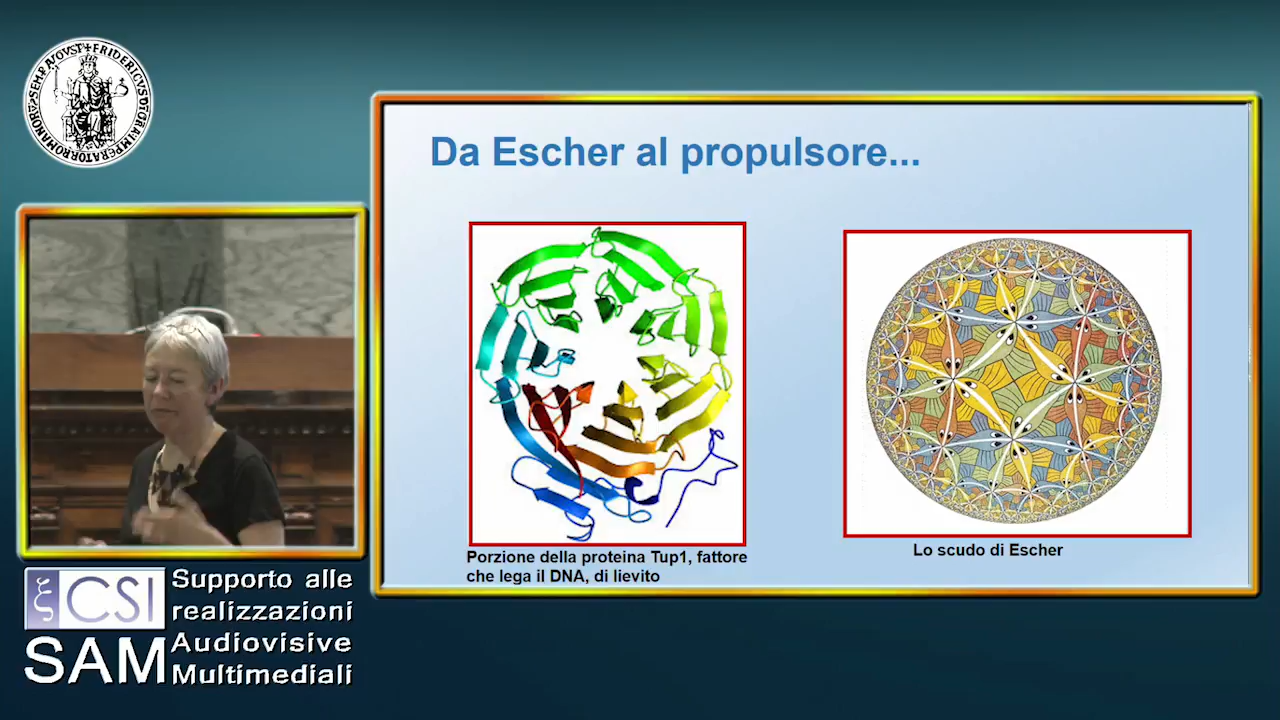 Da Escher al propulsore...
Porzione della proteina Tup1, fattore
che lega il DNA, di lievito
Lo scudo di Escher
ξ CSI
SAM
Supporto alle
realizzazioni
Audiovisive
Multimediali